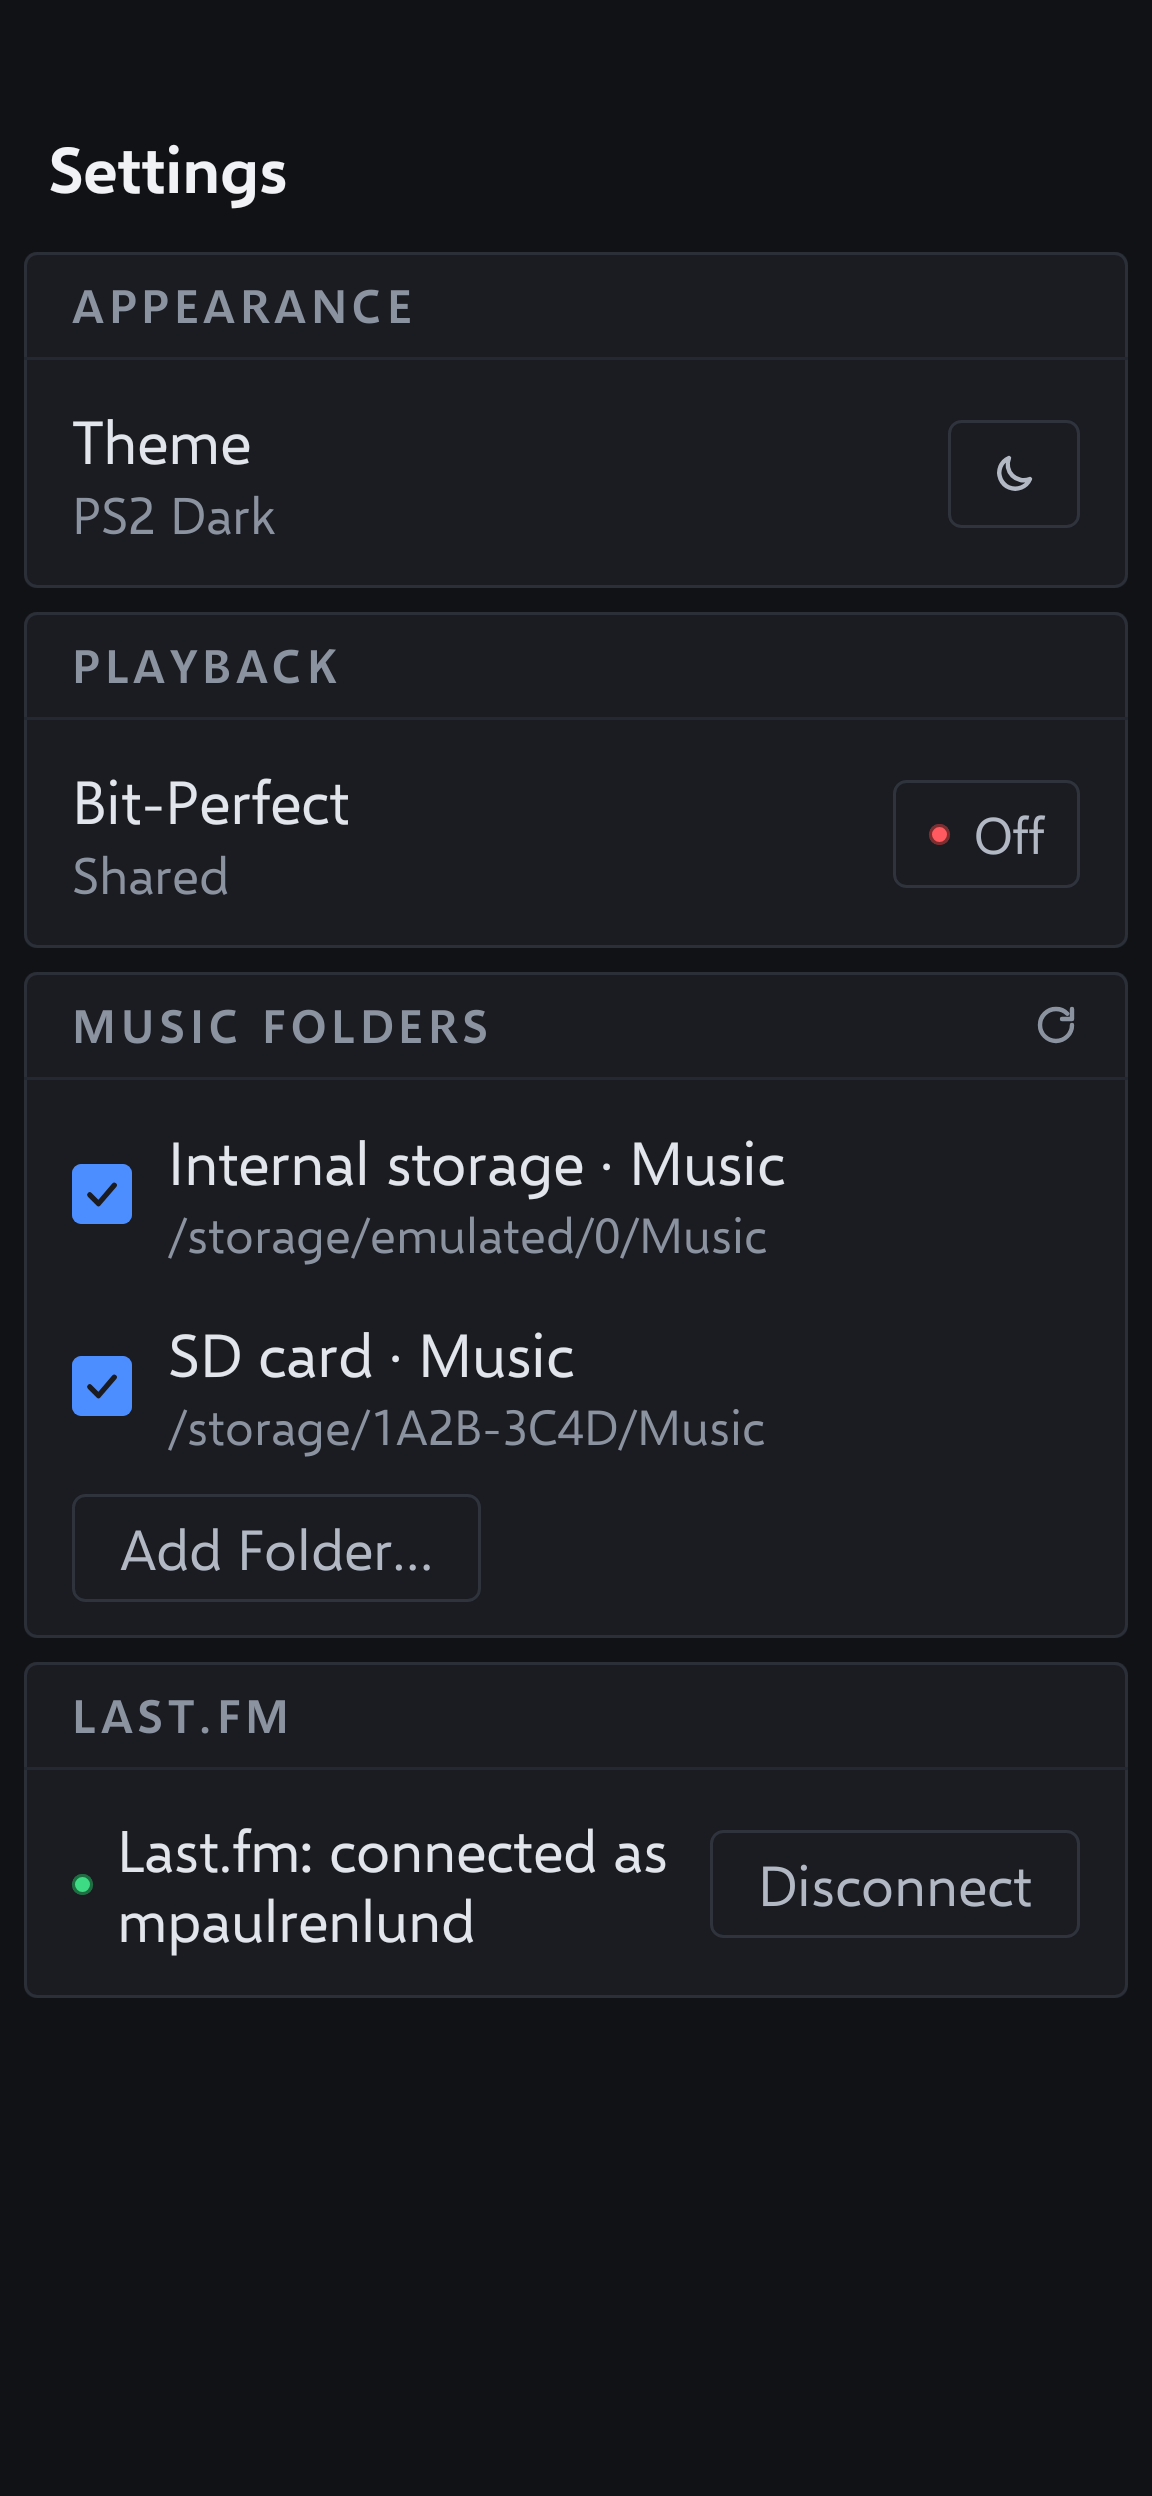 Settings
APPEARANCE
Theme
PS2 Dark
PLAYBACK
Bit-Perfect
Shared
Off
MUSIC FOLDERS
Internal storage · Music
/storage/emulated/0/Music
SD card · Music
/storage/1A2B-3C4D/Music
Add Folder...
LAST.FM
Last.fm: connected as
mpaulrenlund
Disconnect